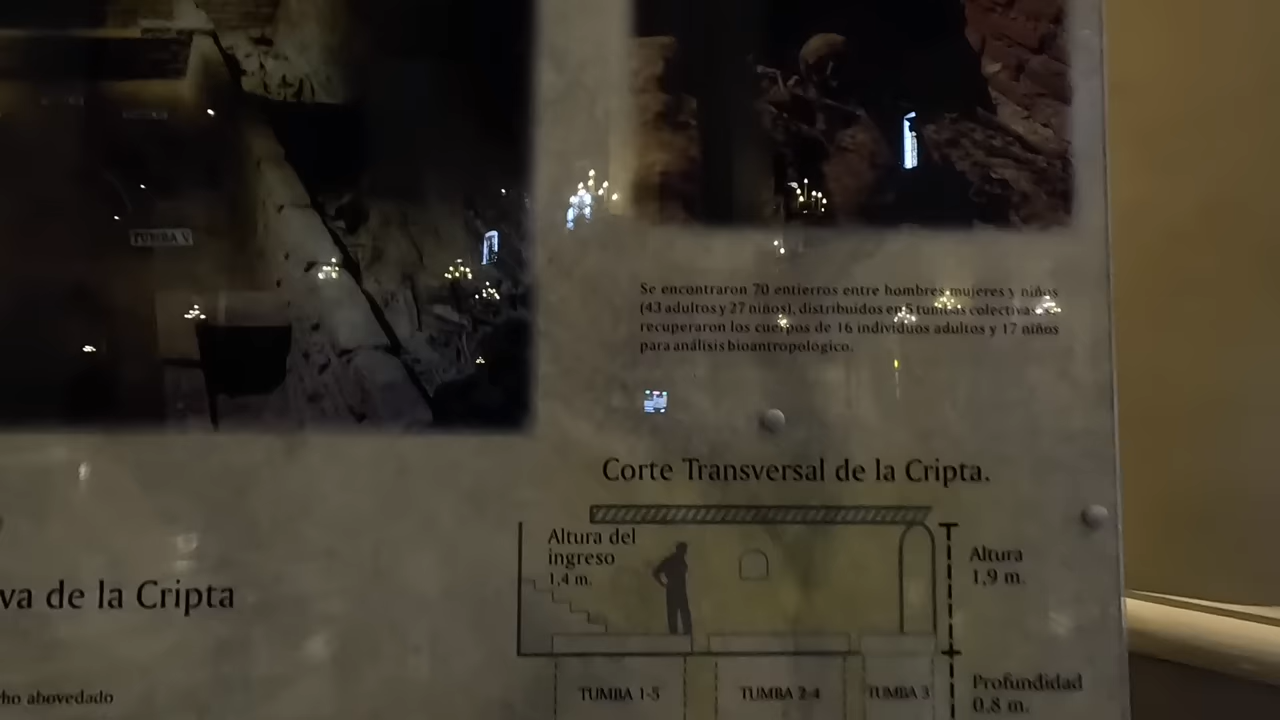 TUMBA V
Se encontraron 70 entierros entre hombres mujeres y niños
(43 adultos y 27 niños), distribuidos en 5 tumbas colectivas
recuperaron los cuerpos de 16 individuos adultos y 17 niños
para análisis bioantropológico.
Corte Transversal de la Cripta.
Altura del
ingreso
1,4 m.
Altura
1,9 m.
va de la Cripta
TUMBA 1-5
TUMBA 2-4
TUMBA 3
Profundidad
0,8 m.
ho abovedado